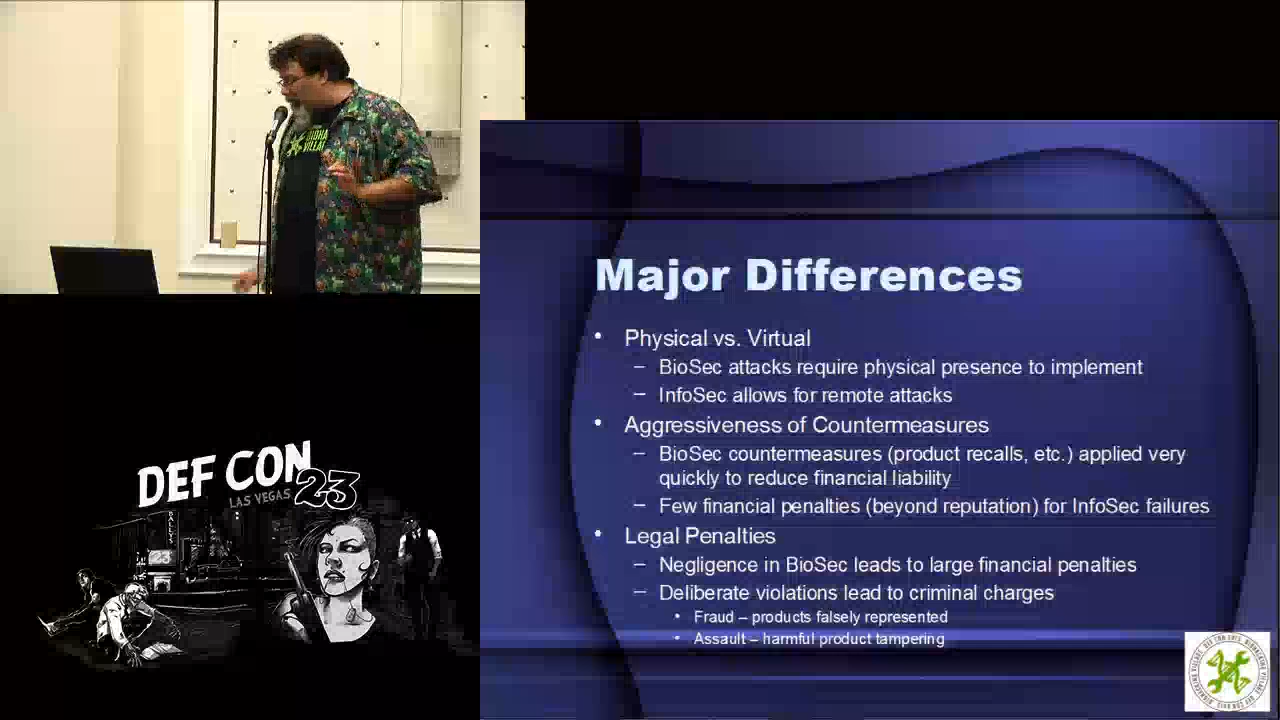 BIOHA
VILLA
Major Differences
• Physical vs. Virtual
– BioSec attacks require physical presence to implement
– InfoSec allows for remote attacks
• Aggressiveness of Countermeasures
– BioSec countermeasures (product recalls, etc.) applied very
quickly to reduce financial liability
– Few financial penalties (beyond reputation) for InfoSec failures
• Legal Penalties
– Negligence in BioSec leads to large financial penalties
– Deliberate violations lead to criminal charges
• Fraud – products falsely represented
• Assault – harmful product tampering
DEF CON
LAS VEGAS 23
BALLY'S